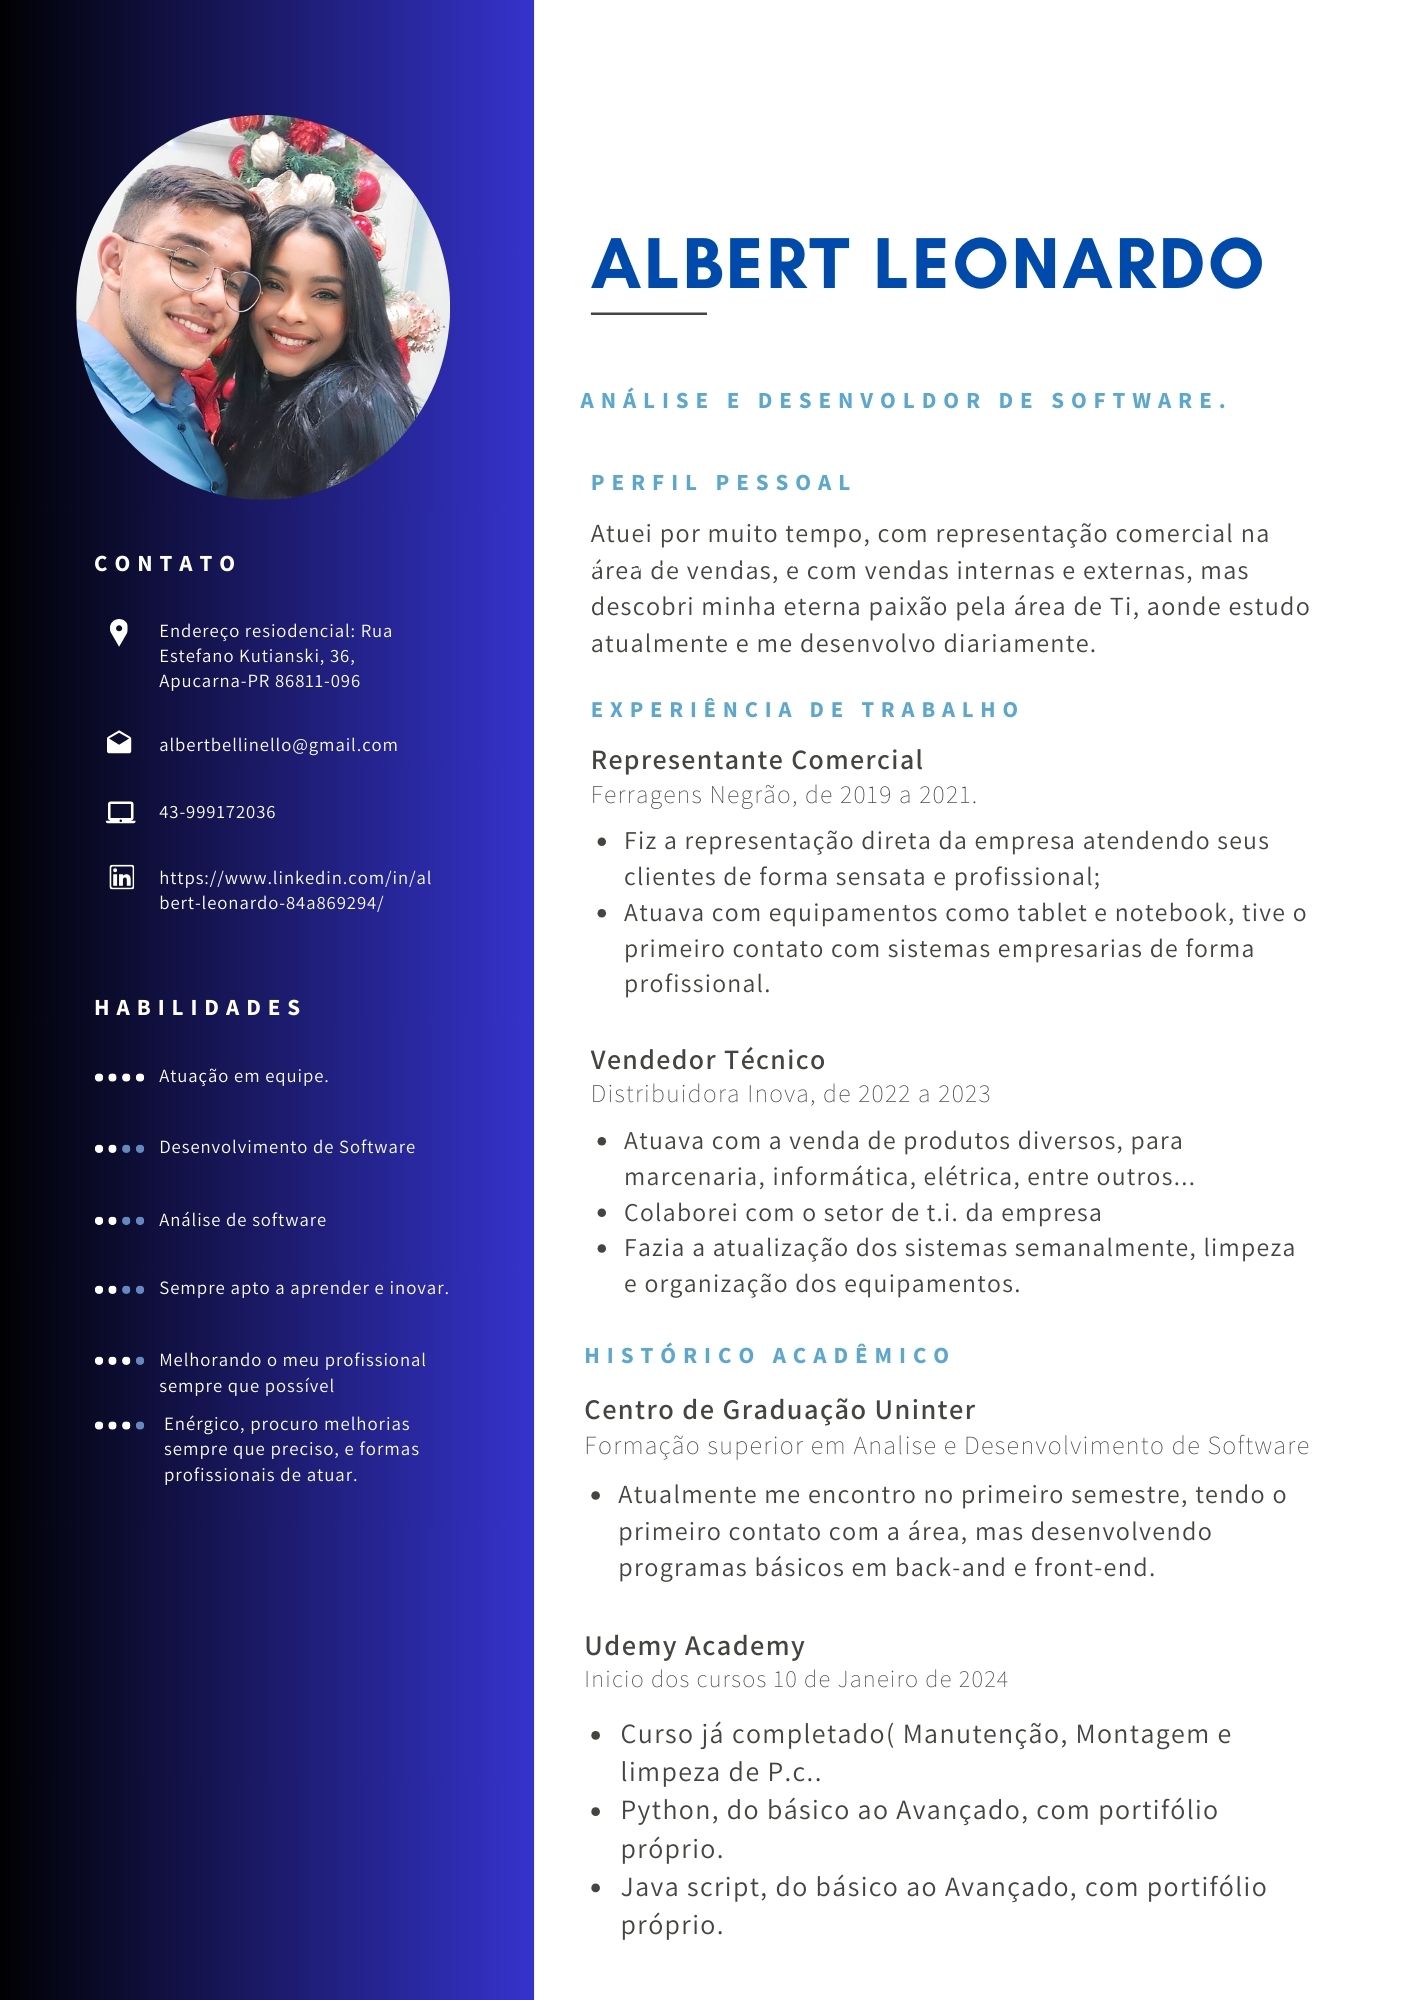 ALBERT LEONARDO
ANÁLISE E DESENVOLDOR DE SOFTWARE.
PERFIL PESSOAL
Atuei por muito tempo, com representação comercial na
área de vendas, e com vendas internas e externas, mas
descobri minha eterna paixão pela área de Ti, aonde estudo
atualmente e me desenvolvo diariamente.
EXPERIÊNCIA DE TRABALHO
Representante Comercial
Ferragens Negrão, de 2019 a 2021.
• Fiz a representação direta da empresa atendendo seus
clientes de forma sensata e profissional;
• Atuava com equipamentos como tablet e notebook, tive o
primeiro contato com sistemas empresarias de forma
profissional.
Vendedor Técnico
Distribuidora Inova, de 2022 a 2023
• Atuava com a venda de produtos diversos, para
marcenaria, informática, elétrica, entre outros...
• Colaborei com o setor de t.i. da empresa
• Fazia a atualização dos sistemas semanalmente, limpeza
e organização dos equipamentos.
HISTÓRICO ACADÊMICO
Centro de Graduação Uninter
Formação superior em Analise e Desenvolvimento de Software
• Atualmente me encontro no primeiro semestre, tendo o
primeiro contato com a área, mas desenvolvendo
programas básicos em back-and e front-end.
Udemy Academy
Inicio dos cursos 10 de Janeiro de 2024
• Curso já completado( Manutenção, Montagem e
limpeza de P.c..
• Python, do básico ao Avançado, com portifólio
próprio.
• Java script, do básico ao Avançado, com portifólio
próprio.
CONTATO
Endereço resiodencial: Rua
Estefano Kutianski, 36,
Apucarna-PR 86811-096
albertbellinello@gmail.com
43-999172036
https://www.linkedin.com/in/al
bert-leonardo-84a869294/
HABILIDADES
Atuação em equipe.
Desenvolvimento de Software
Análise de software
Sempre apto a aprender e inovar.
Melhorando o meu profissional
sempre que possível
Enérgico, procuro melhorias
sempre que preciso, e formas
profissionais de atuar.